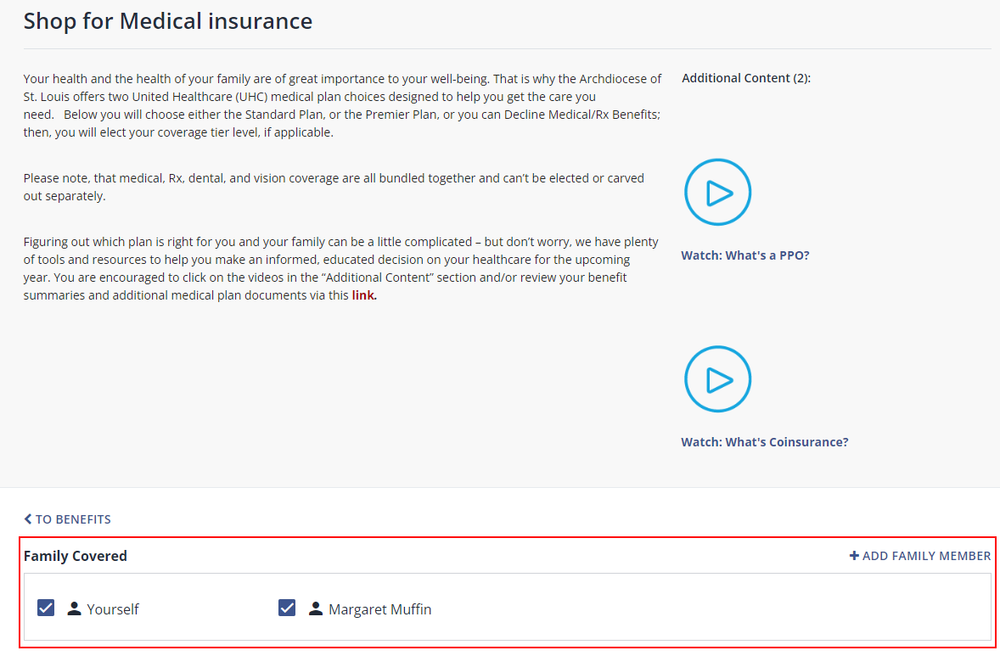 Shop for Medical insurance
Your health and the health of your family are of great importance to your well-being. That is why the Archdiocese of
St. Louis offers two United Healthcare (UHC) medical plan choices designed to help you get the care you
need.   Below you will choose either the Standard Plan, or the Premier Plan, or you can Decline Medical/Rx Benefits;
then, you will elect your coverage tier level, if applicable.
Please note, that medical, Rx, dental, and vision coverage are all bundled together and can't be elected or carved
out separately.
Figuring out which plan is right for you and your family can be a little complicated – but don't worry, we have plenty
of tools and resources to help you make an informed, educated decision on your healthcare for the upcoming
year. You are encouraged to click on the videos in the “Additional Content” section and/or review your benefit
summaries and additional medical plan documents via this link.
Additional Content (2):
Watch: What's a PPO?
Watch: What's Coinsurance?
TO BENEFITS
Family Covered
+ ADD FAMILY MEMBER
Yourself
Margaret Muffin